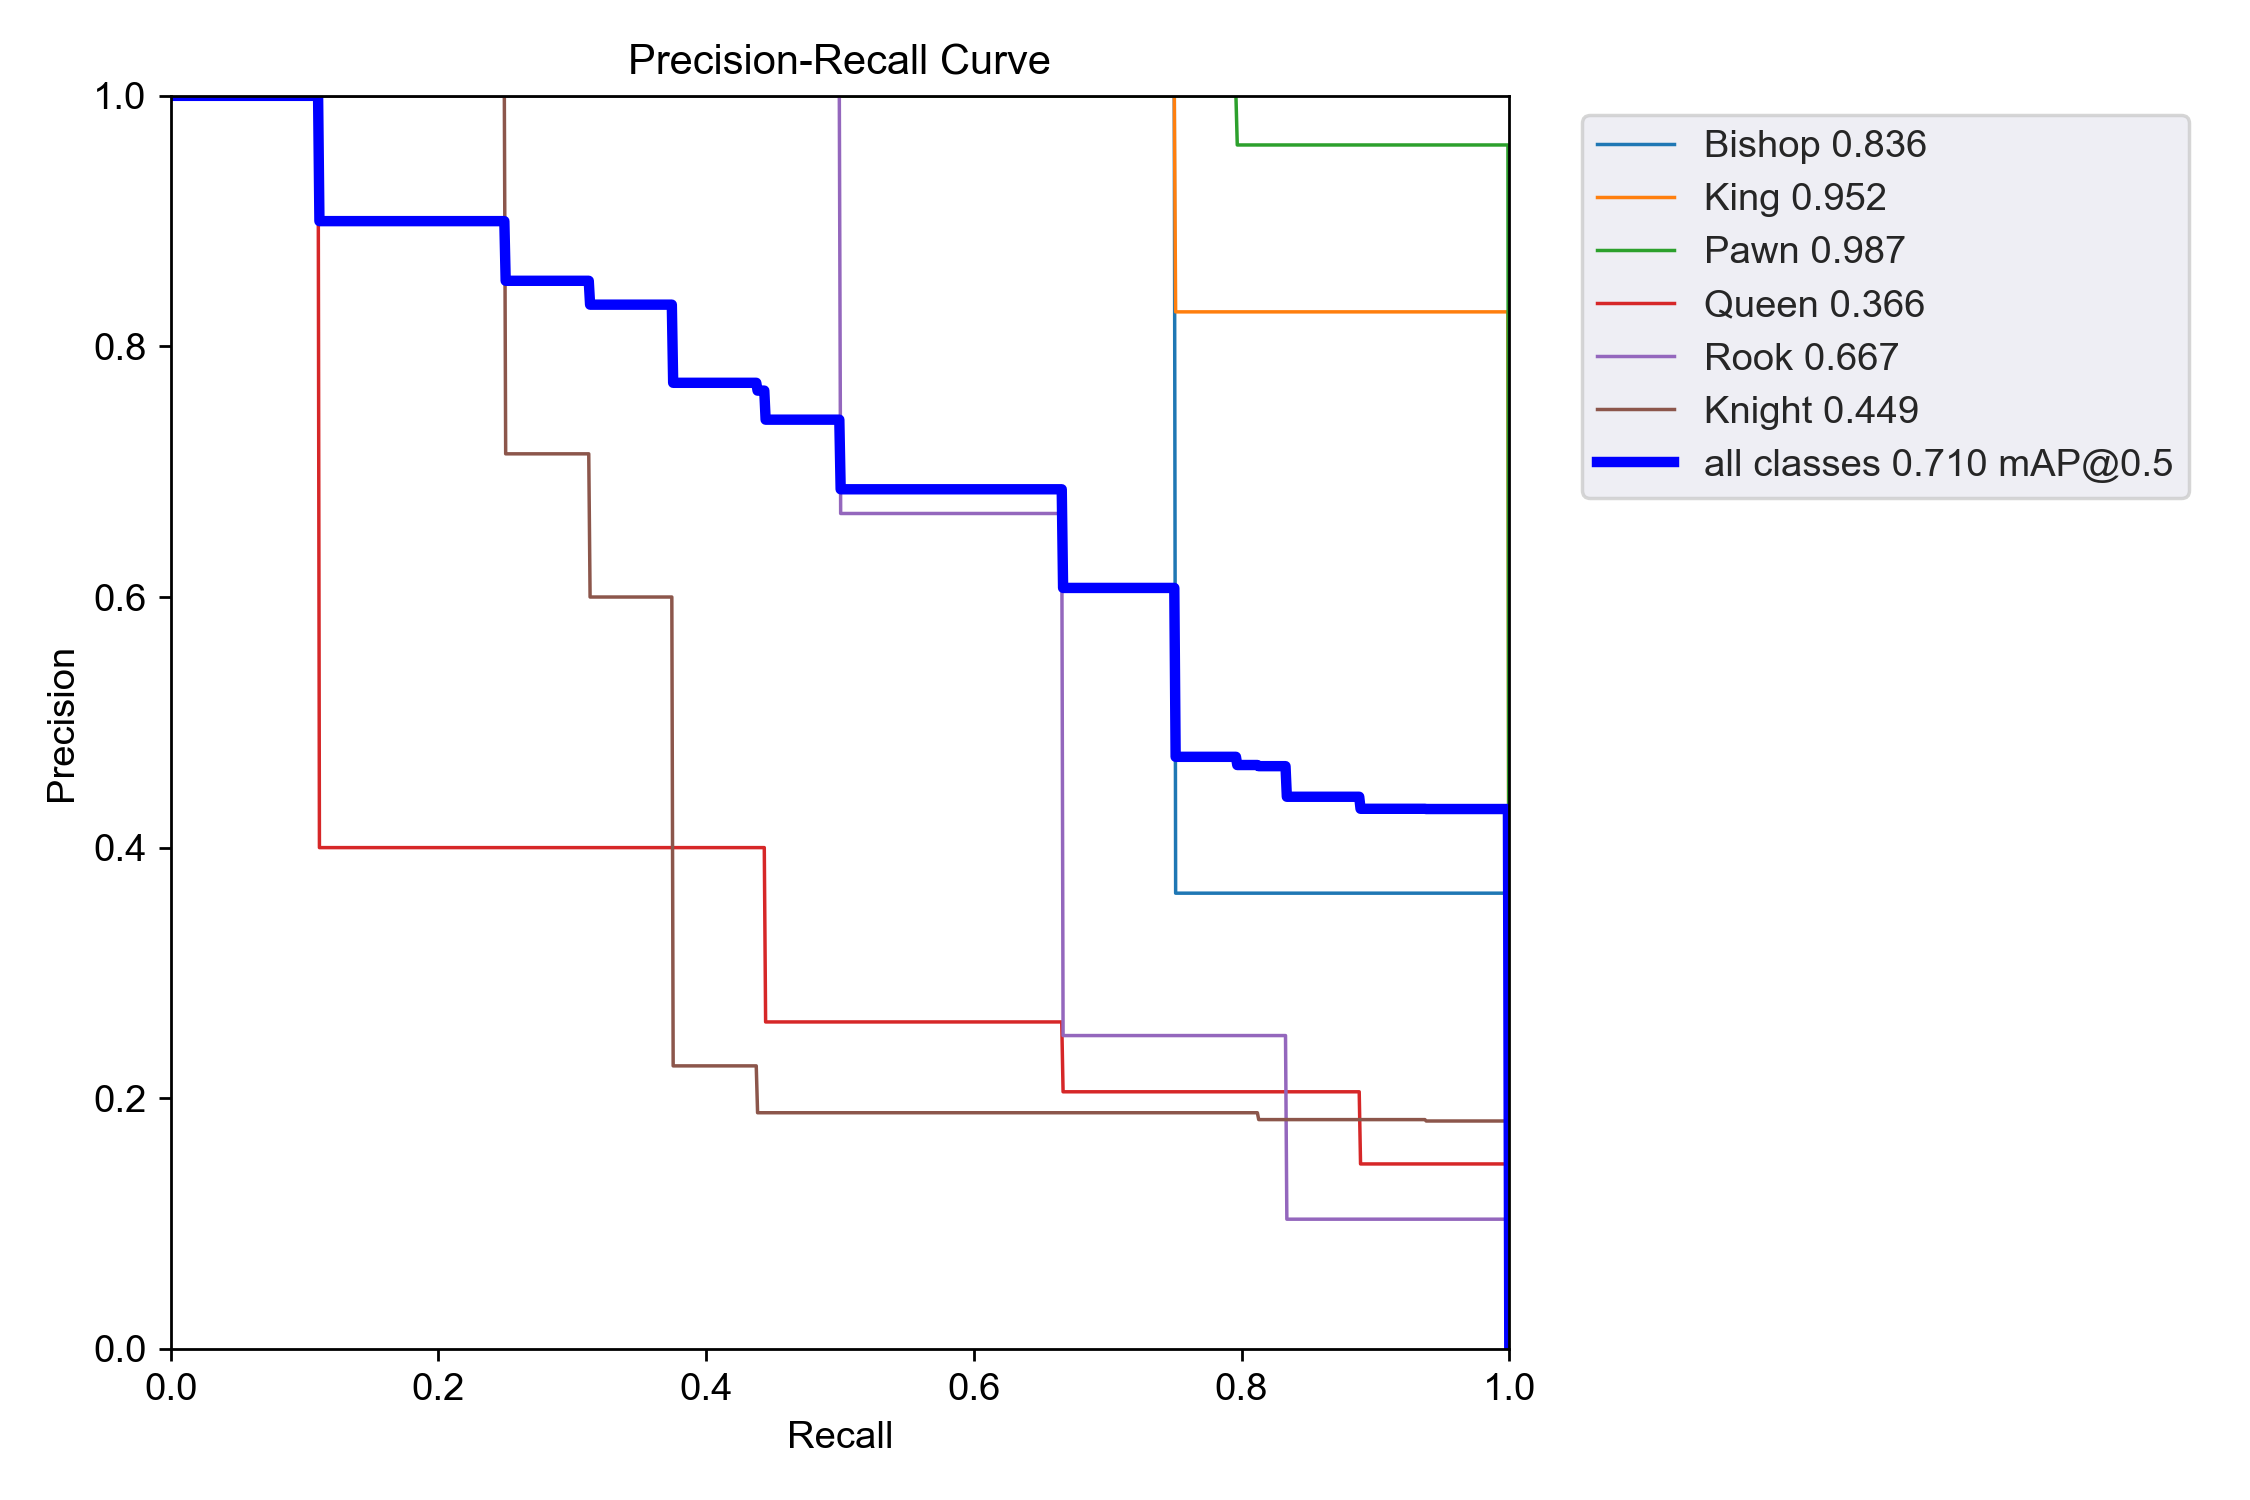 Precision-Recall Curve
1.0
0.8
0.6
0.4
0.2
0.0
Precision
0.0 0.2 0.4 0.6 0.8 1.0
Recall
Bishop 0.836
King 0.952
Pawn 0.987
Queen 0.366
Rook 0.667
Knight 0.449
all classes 0.710 mAP@0.5